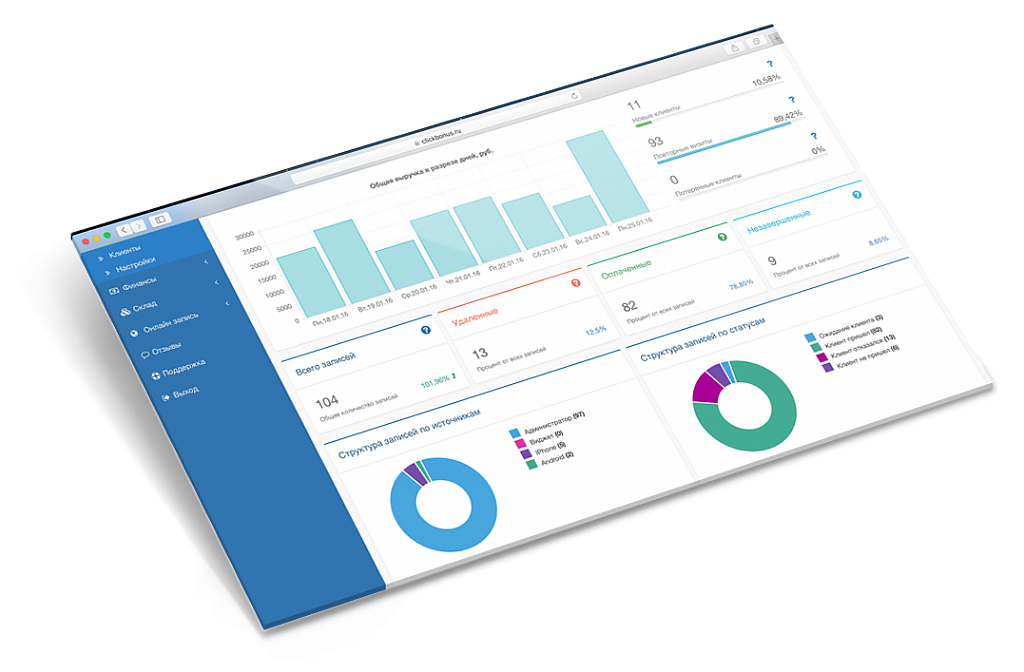 clickbonus.ru
Клиенты
Настройки
Финансы
Склад
Онлайн запись
Отзывы
Поддержка
Выход
Общая выручка в разрезе дней, руб.
30000
25000
20000
15000
10000
5000
0
Пн,18.01.16
Вт,19.01.16
Ср,20.01.16
Чт,21.01.16
Пт,22.01.16
Сб,23.01.16
Вс,24.01.16
Пн,25.01.16
?
11
Новые клиенты 10,58%
?
93
Повторные визиты 89,42%
?
0
Потерянные клиенты 0%
Всего записей ?
104
Общее количество записей 101,96%
Удаленные ?
13
Процент от всех записей 12,5%
Оплаченные ?
82
Процент от всех записей 78,85%
Незавершенные ?
9
Процент от всех записей 8,65%
Структура записей по источникам
Администратор (97)
Виджет (0)
iPhone (5)
Android (2)
Структура записей по статусам
Ожидание клиента (3)
Клиент пришел (82)
Клиент отказался (13)
Клиент не пришел (6)